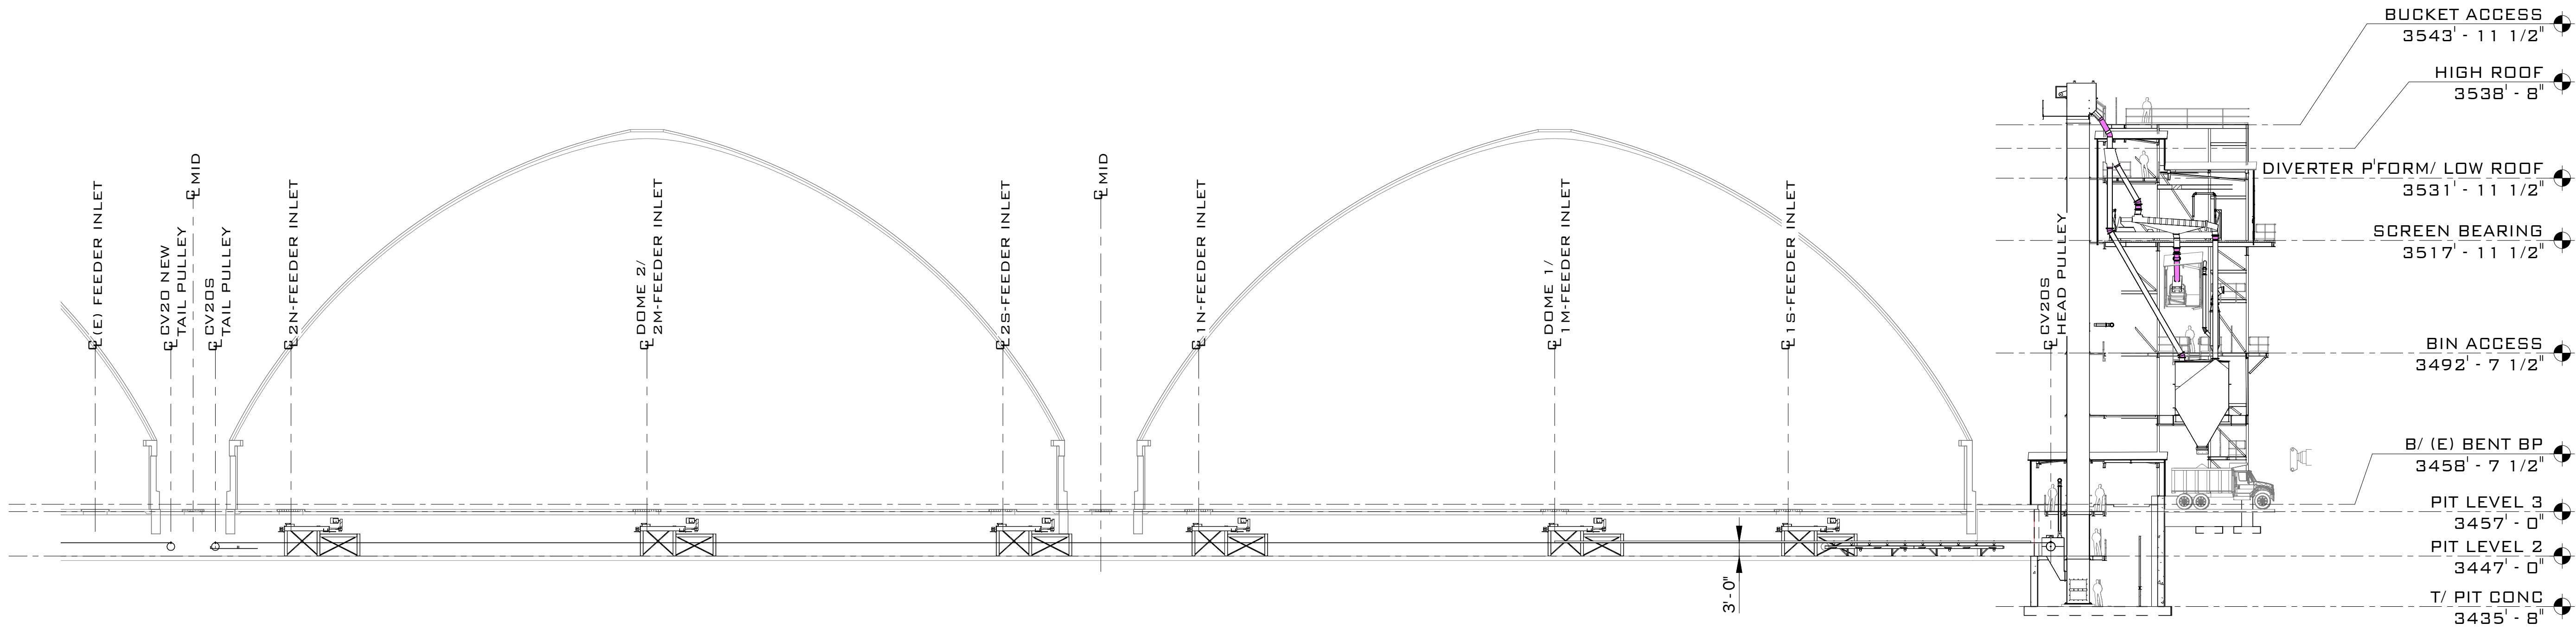 BUCKET ACCESS
3543' - 11 1/2"
HIGH ROOF
3538' - 8"
DIVERTER P'FORM/ LOW ROOF
3531' - 11 1/2"
SCREEN BEARING
3517' - 11 1/2"
BIN ACCESS
3492' - 7 1/2"
B/ (E) BENT BP
3458' - 7 1/2"
PIT LEVEL 3
3457' - 0"
PIT LEVEL 2
3447' - 0"
T/ PIT CONC
3435' - 8"
(E) FEEDER INLET
CV20 NEW
TAIL PULLEY
MID
CV20S
TAIL PULLEY
2N-FEEDER INLET
DOME 2/
2M-FEEDER INLET
2S-FEEDER INLET
MID
1N-FEEDER INLET
DOME 1/
1M-FEEDER INLET
1S-FEEDER INLET
CV20S
HEAD PULLEY
3' - 0"